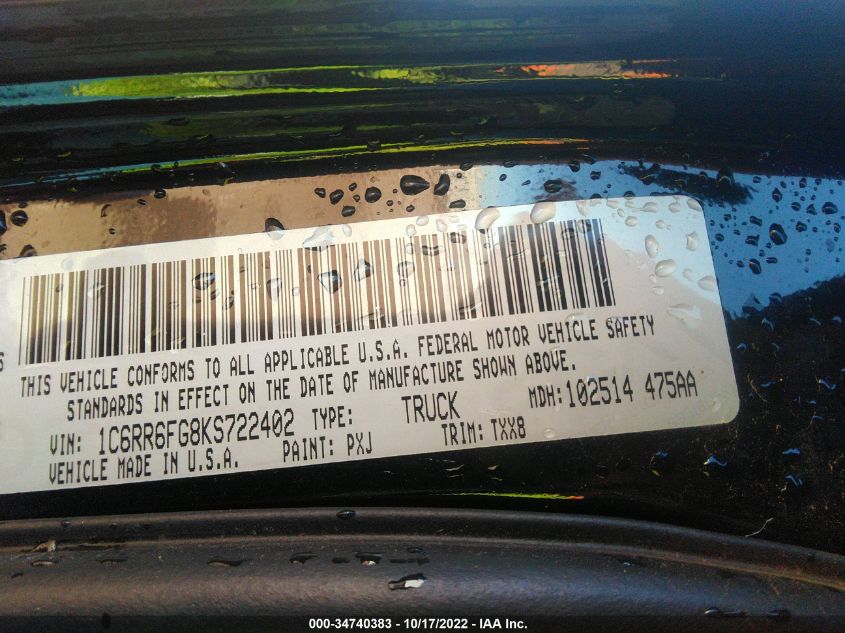 THIS VEHICLE CONFORMS TO ALL APPLICABLE U.S.A. FEDERAL MOTOR VEHICLE SAFETY
STANDARDS IN EFFECT ON THE DATE OF MANUFACTURE SHOWN ABOVE.
VIN: 1C6RR6FG8KS722402 TYPE: TRUCK MDH: 102514 475AA
VEHICLE MADE IN U.S.A. PAINT: PXJ TRIM: TXX8
000-34740383 - 10/17/2022 - IAA Inc.